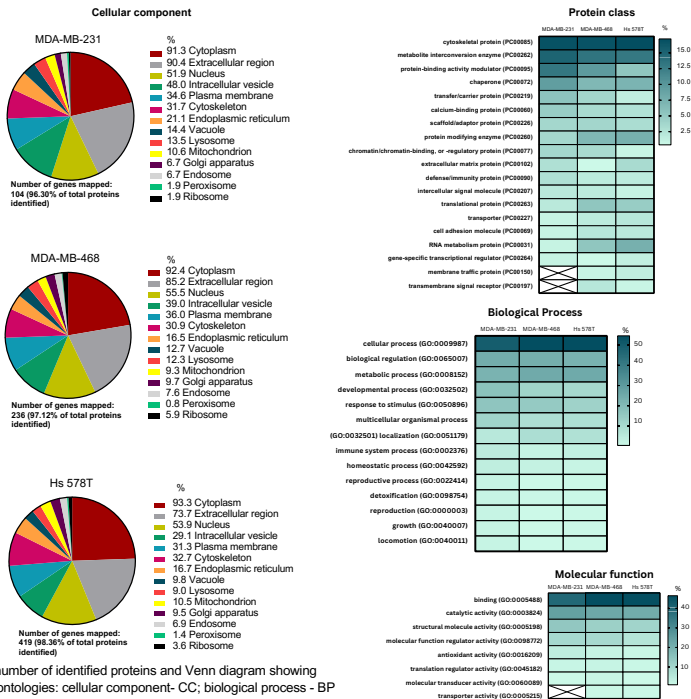 Cellular component
MDA-MB-231
%
91.3 Cytoplasm
90.4 Extracellular region
51.9 Nucleus
48.0 Intracellular vesicle
34.6 Plasma membrane
31.7 Cytoskeleton
21.1 Endoplasmic reticulum
14.4 Vacuole
13.5 Lysosome
10.6 Mitochondrion
6.7 Golgi apparatus
6.7 Endosome
1.9 Peroxisome
1.9 Ribosome
Number of genes mapped:
104 (96.30% of total proteins
identified)
MDA-MB-468
%
92.4 Cytoplasm
85.2 Extracellular region
55.5 Nucleus
39.0 Intracellular vesicle
36.0 Plasma membrane
30.9 Cytoskeleton
16.5 Endoplasmic reticulum
12.7 Vacuole
12.3 Lysosome
9.3 Mitochondrion
9.7 Golgi apparatus
7.6 Endosome
0.8 Peroxisome
5.9 Ribosome
Number of genes mapped:
236 (97.12% of total proteins
identified)
Hs 578T
%
93.3 Cytoplasm
73.7 Extracellular region
53.9 Nucleus
29.1 Intracellular vesicle
31.3 Plasma membrane
32.7 Cytoskeleton
16.7 Endoplasmic reticulum
9.8 Vacuole
9.0 Lysosome
10.5 Mitochondrion
9.5 Golgi apparatus
6.9 Endosome
1.4 Peroxisome
3.6 Ribosome
Number of genes mapped:
419 (98.36% of total proteins
identified)
number of identified proteins and Venn diagram showing
ontologies: cellular component- CC; biological process - BP
Protein class
MDA-MB-231 MDA-MB-468 Hs 578T
%
cytoskeletal protein (PC00085)
metabolite interconversion enzyme (PC00262)
protein-binding activity modulator (PC00095)
chaperone (PC00072)
transfer/carrier protein (PC00219)
calcium-binding protein (PC00060)
scaffold/adaptor protein (PC00226)
protein modifying enzyme (PC00260)
chromatin/chromatin-binding, or -regulatory protein (PC00077)
extracellular matrix protein (PC00102)
defense/immunity protein (PC00090)
intercellular signal molecule (PC00207)
translational protein (PC00263)
transporter (PC00227)
cell adhesion molecule (PC00069)
RNA metabolism protein (PC00031)
gene-specific transcriptional regulator (PC00264)
membrane traffic protein (PC00150)
transmembrane signal receptor (PC00197)
15.0
12.5
10.0
7.5
5.0
2.5
Biological Process
MDA-MB-231 MDA-MB-468 Hs 578T
%
cellular process (GO:0009987)
biological regulation (GO:0065007)
metabolic process (GO:0008152)
developmental process (GO:0032502)
response to stimulus (GO:0050896)
multicellular organismal process
(GO:0032501) localization (GO:0051179)
immune system process (GO:0002376)
homeostatic process (GO:0042592)
reproductive process (GO:0022414)
detoxification (GO:0098754)
reproduction (GO:0000003)
growth (GO:0040007)
locomotion (GO:0040011)
50
40
30
20
10
Molecular function
MDA-MB-231 MDA-MB-468 Hs 578T
%
binding (GO:0005488)
catalytic activity (GO:0003824)
structural molecule activity (GO:0005198)
molecular function regulator activity (GO:0098772)
antioxidant activity (GO:0016209)
translation regulator activity (GO:0045182)
molecular transducer activity (GO:0060089)
transporter activity (GO:0005215)
40
30
20
10